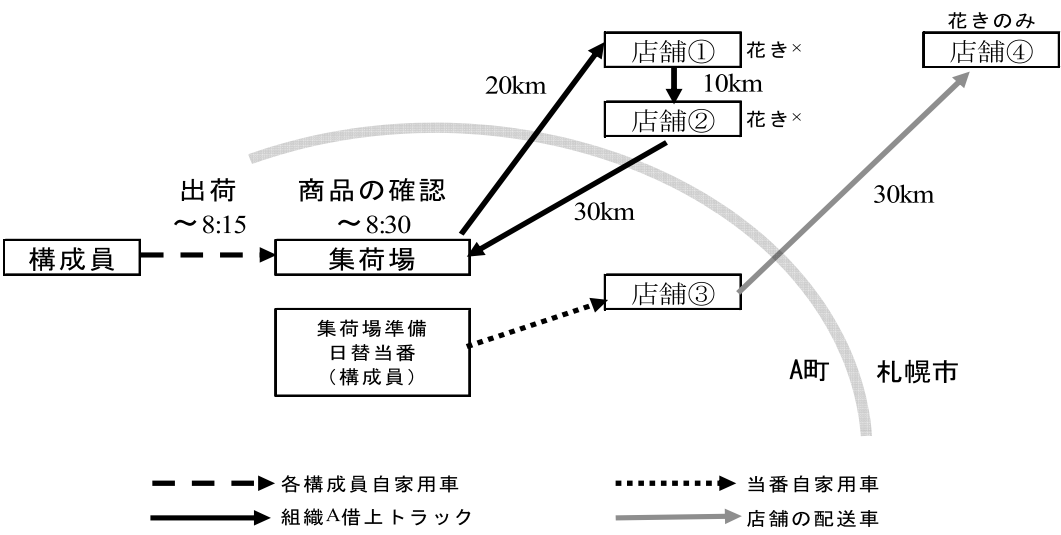 花きのみ
店舗①
花き×
店舗④
20km
10km
店舗②
花き×
出荷
～8:15
商品の確認
～8:30
30km
30km
構成員
集荷場
店舗③
集荷場準備
日替当番
（構成員）
A町
札幌市
各構成員自家用車
当番自家用車
組織A借上トラック
店舗の配送車